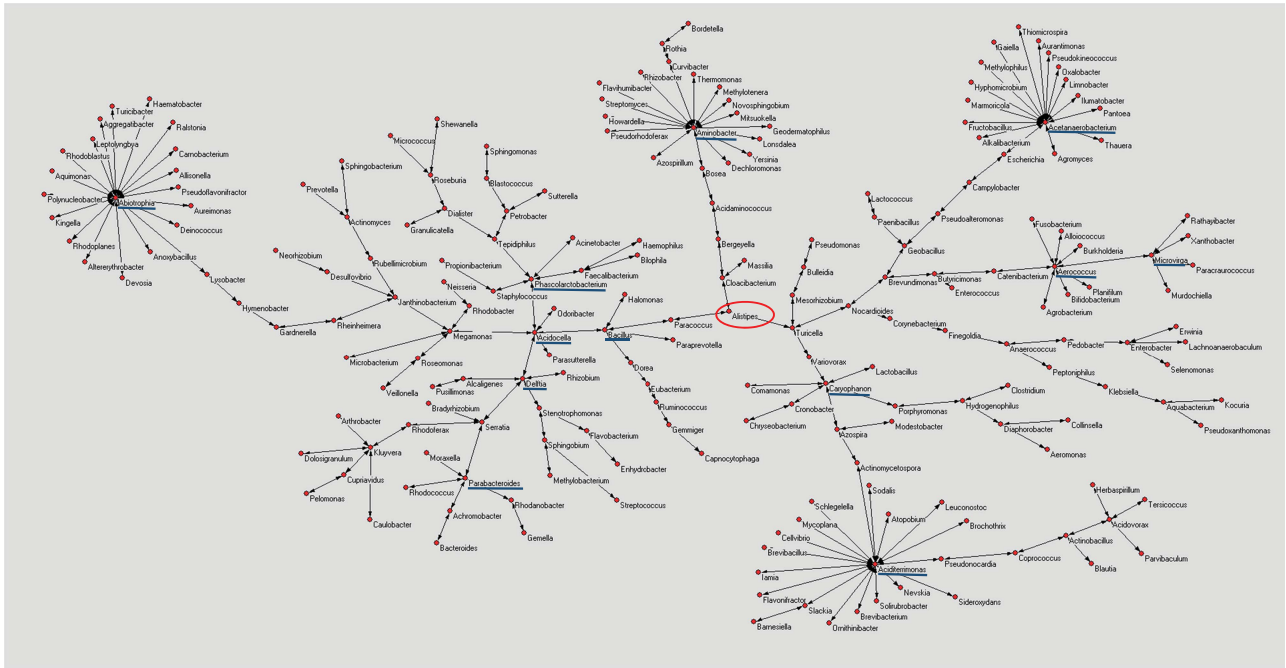 Bordetella
Rothia
Curvibacter
Rhizobacter
Thermomonas
Flavihumibacter
Methylotenera
Streptomyces
Novosphingobium
Howardella
Mitsuokella
Pseudorhodoferax
Geodermatophilus
Aminobacter
Lonsdalea
Azospirillum
Yersinia
Dechloromonas
Bosea
Acidaminococcus
Bergeyella
Massilia
Cloacibacterium
Alistipes
Thiomicrospira
Gaiella
Aurantimonas
Pseudokineococcus
Methylophilus
Oxalobacter
Hyphomicrobium
Limnobacter
Marmoricola
Ilumatobacter
Pantoea
Fructobacillus
Acetanaerobacterium
Alkalibacterium
Thauera
Agromyces
Escherichia
Campylobacter
Pseudoalteromonas
Lactococcus
Paenibacillus
Geobacillus
Haematobacter
Turicibacter
Aggregatibacter
Ralstonia
Leptolyngbya
Rhodoblastus
Carnobacterium
Aquimonas
Allisonella
Polynucleobacter
Pseudoflavonifractor
Abiotrophia
Aureimonas
Kingella
Deinococcus
Rhodoplanes
Anoxybacillus
Altererythrobacter
Devosia
Lysobacter
Hymenobacter
Gardnerella
Rheinheimera
Shewanella
Micrococcus
Sphingomonas
Sphingobacterium
Roseburia
Blastococcus
Prevotella
Sutterella
Actinomyces
Dialister
Petrobacter
Granulicatella
Tepidiphilus
Acinetobacter
Haemophilus
Neorhizobium
Rubellimicrobium
Propionibacterium
Bilophila
Desulfovibrio
Faecalibacterium
Neisseria
Phascolarctobacterium
Janthinobacterium
Rhodobacter
Staphylococcus
Halomonas
Odoribacter
Megamonas
Acidocella
Bacillus
Paracoccus
Paraprevotella
Microbacterium
Roseomonas
Parasutterella
Dorea
Veillonella
Alcaligenes
Pusillimonas
Delftia
Rhizobium
Eubacterium
Bradyrhizobium
Stenotrophomonas
Ruminococcus
Arthrobacter
Rhodoferax
Serratia
Flavobacterium
Gemmiger
Kluyvera
Sphingobium
Dolosigranulum
Moraxella
Enhydrobacter
Capnocytophaga
Cupriavidus
Parabacteroides
Methylobacterium
Pelomonas
Rhodococcus
Rhodanobacter
Streptococcus
Caulobacter
Achromobacter
Gemella
Bacteroides
Pseudomonas
Bulleidia
Mesorhizobium
Turicella
Nocardioides
Brevundimonas
Butyricimonas
Enterococcus
Catenibacterium
Fusobacterium
Alloiococcus
Burkholderia
Aerococcus
Planifilum
Bifidobacterium
Agrobacterium
Rathayibacter
Xanthobacter
Microvirga
Paracraurococcus
Murdochiella
Corynebacterium
Finegoldia
Anaerococcus
Pedobacter
Erwinia
Enterobacter
Lachnoanaerobaculum
Selenomonas
Peptoniphilus
Klebsiella
Aquabacterium
Kocuria
Pseudoxanthomonas
Variovorax
Lactobacillus
Comamonas
Caryophanon
Cronobacter
Porphyromonas
Hydrogenophilus
Clostridium
Chryseobacterium
Azospira
Modestobacter
Diaphorobacter
Collinsella
Aeromonas
Actinomycetospora
Sodalis
Schlegelella
Leuconostoc
Mycoplana
Atopobium
Brochothrix
Cellvibrio
Brevibacillus
Aciditerrimonas
Pseudonocardia
Tamia
Nevskia
Flavonifractor
Sideroxydans
Slackia
Solirubrobacter
Barnesiella
Brevibacterium
Ornithinibacter
Coprococcus
Actinobacillus
Blautia
Herbaspirillum
Tersicoccus
Acidovorax
Parvibaculum